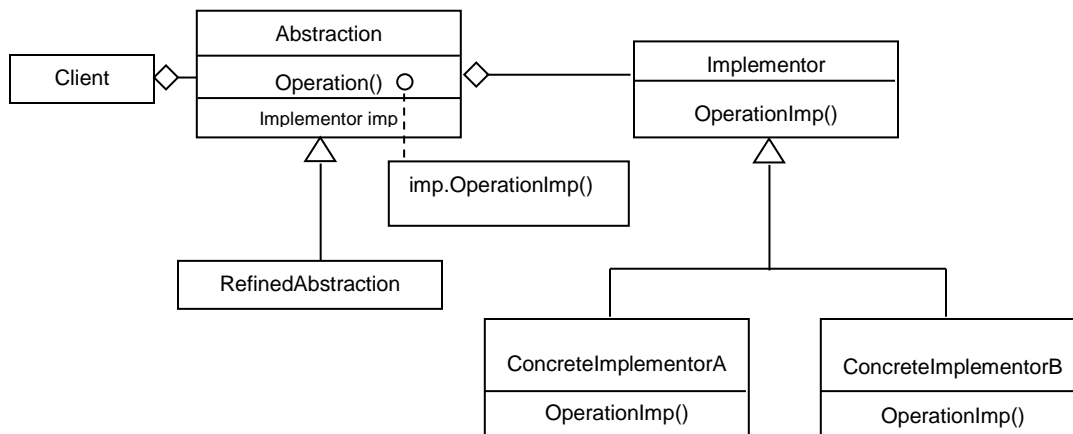 Abstraction
Client
Operation()
Implementor imp
Implementor
OperationImp()
imp.OperationImp()
RefinedAbstraction
ConcreteImplementorA
OperationImp()
ConcreteImplementorB
OperationImp()